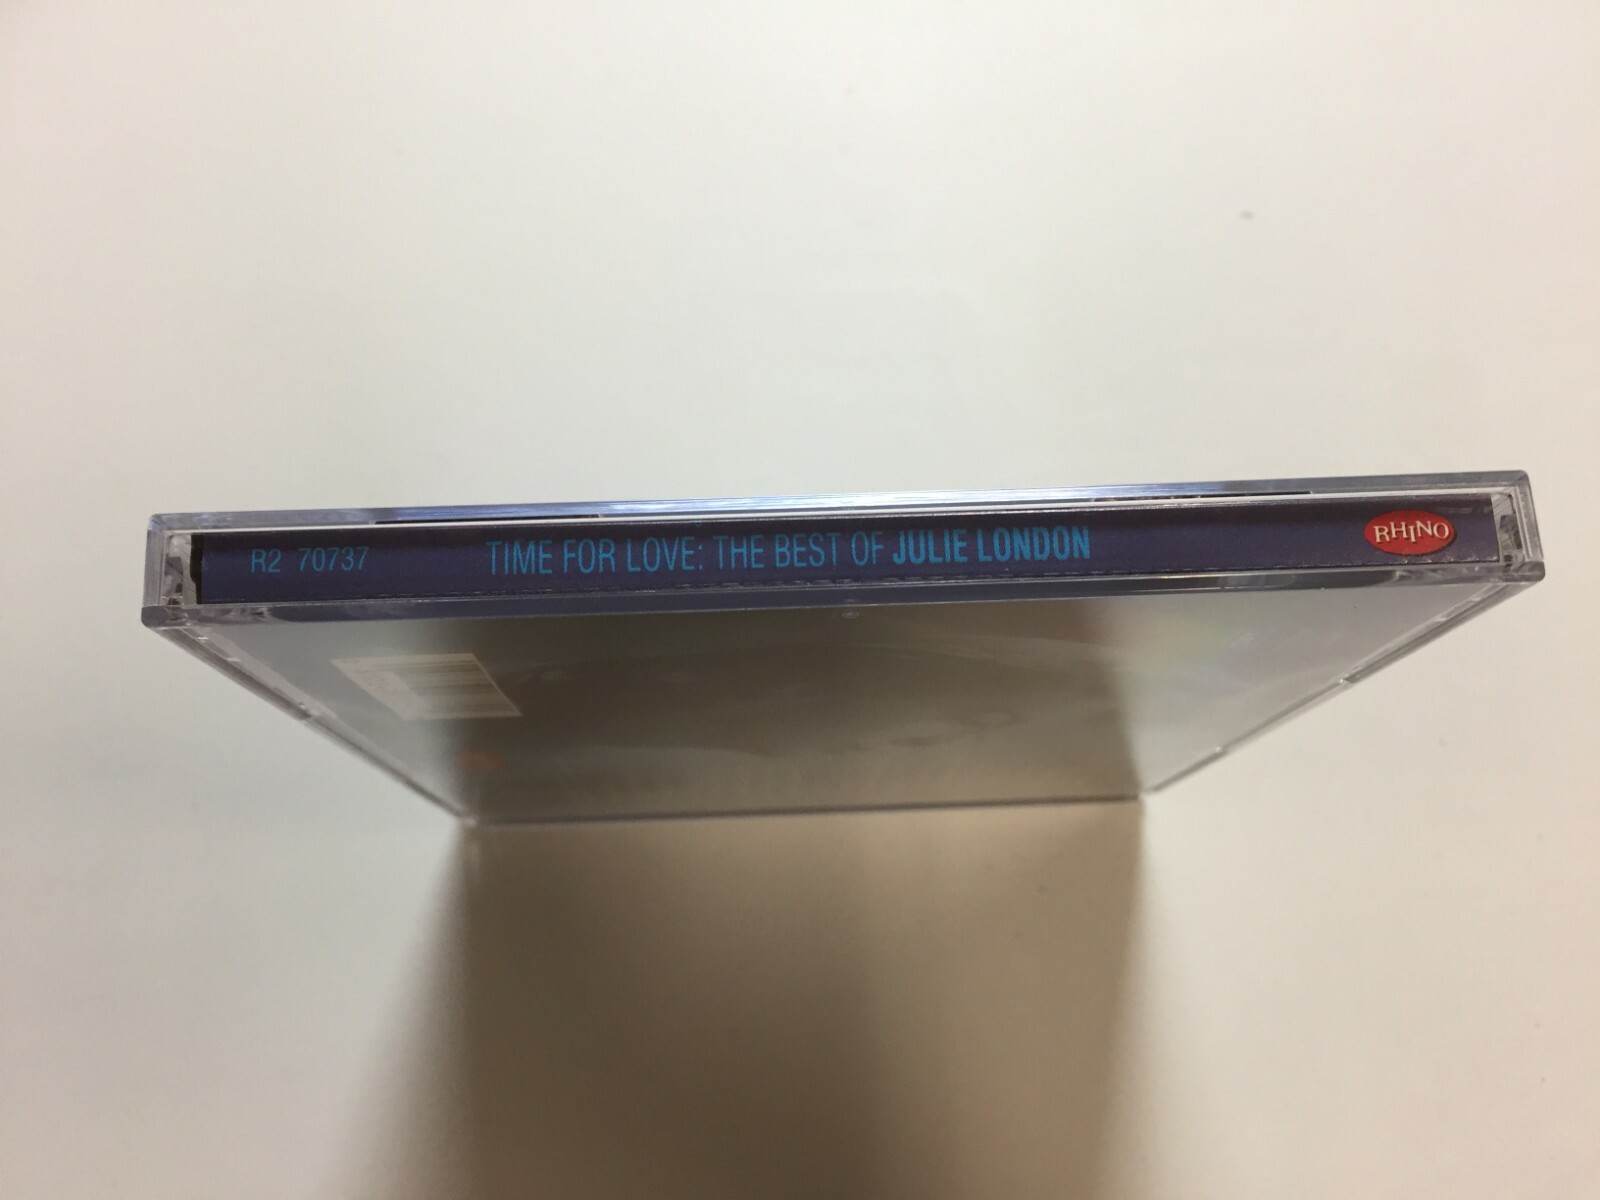 R2 70737 TIME FOR LOVE: THE BEST OF JULIE LONDON RHINO